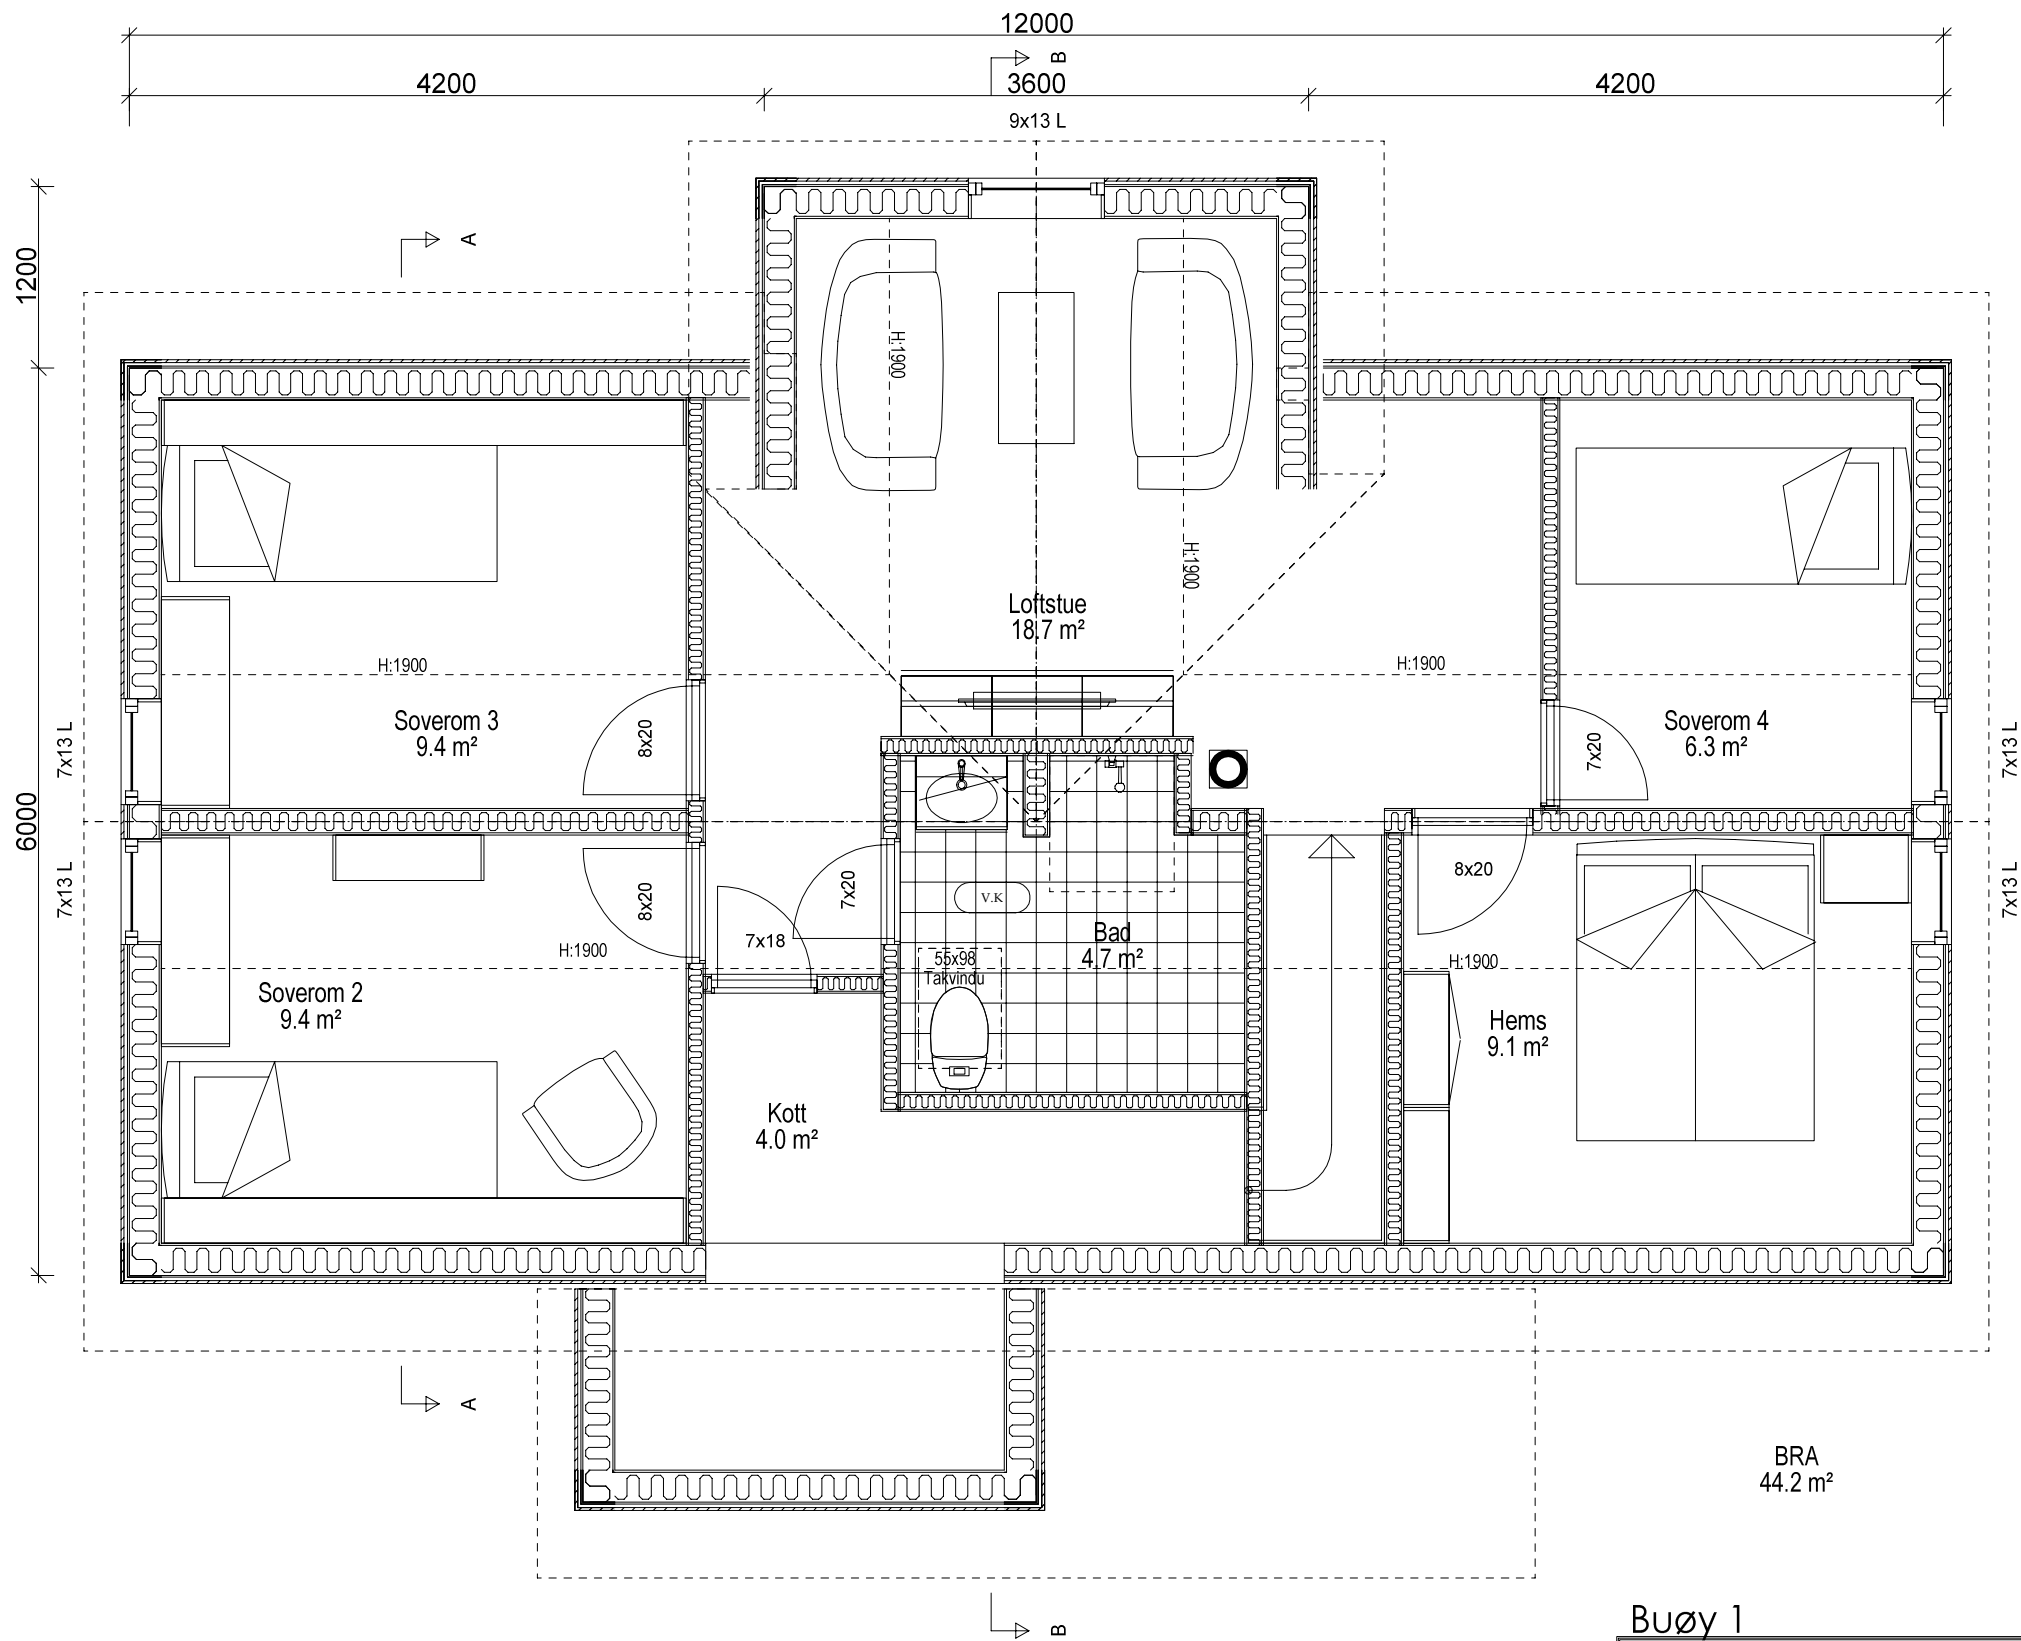 12000
B
4200
3600
4200
9x13 L
1200
A
H:1900
H:1900
Loftstue
18.7 m²
H:1900
H:1900
Soverom 3
9.4 m²
8x20
Soverom 4
6.3 m²
7x20
7x13 L
7x13 L
6000
7x13 L
7x13 L
8x20
7x20
8x20
V.K
7x18
Bad
4.7 m²
H:1900
H:1900
55x98
Takvindu
Soverom 2
9.4 m²
Hems
9.1 m²
Kott
4.0 m²
A
BRA
44.2 m²
B
Buøy 1